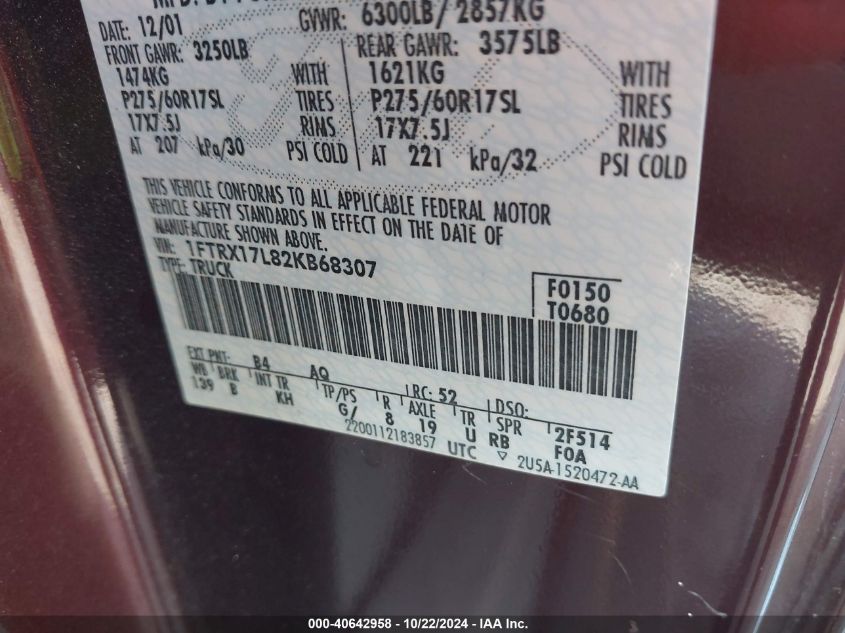 DATE: 12/01 GVWR: 6300LB/ 2857KG
FRONT GAWR: 3250LB REAR GAWR: 3575LB
1474KG WITH 1621KG WITH
P275/60R17SL TIRES P275/60R17SL TIRES
17X7.5J RIMS 17X7.5J RIMS
AT 207 kPa/30 PSI COLD AT 221 kPa/32 PSI COLD
THIS VEHICLE CONFORMS TO ALL APPLICABLE FEDERAL MOTOR
VEHICLE SAFETY STANDARDS IN EFFECT ON THE DATE OF
MANUFACTURE SHOWN ABOVE.
VIN: 1FTRX17L82KB68307
TYPE: TRUCK
F0150
T0680
EXT PNT: B4 AQ RC: 52 DSO:
WB BRK INT TR TP/PS R AXLE TR SPR 2F514
139 B KH G/ 8 19 U RB F0A
2200112183857 UTC ▽ 2U5A-1520472-AA
000-40642958 - 10/22/2024 - IAA Inc.